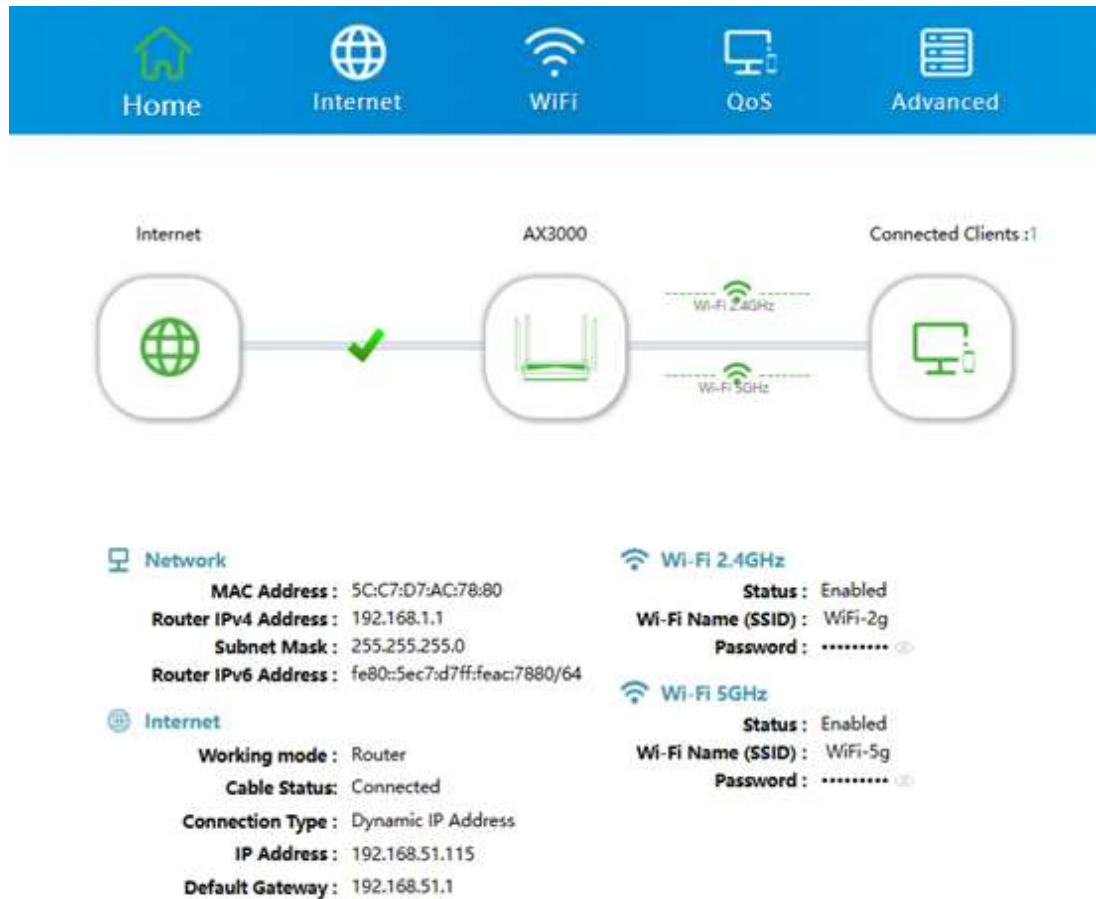 Home Internet WiFi QoS Advanced
Internet AX3000 Connected Clients :1
Wi-Fi 2.4GHz
Wi-Fi 5GHz
Network
MAC Address : 5C:C7:D7:AC:78:80
Router IPv4 Address : 192.168.1.1
Subnet Mask : 255.255.255.0
Router IPv6 Address : fe80::5ec7:d7ff:feac:7880/64
Internet
Working mode : Router
Cable Status: Connected
Connection Type : Dynamic IP Address
IP Address : 192.168.51.115
Default Gateway : 192.168.51.1
Wi-Fi 2.4GHz
Status : Enabled
Wi-Fi Name (SSID) : WiFi-2g
Password : •••••••••
Wi-Fi 5GHz
Status : Enabled
Wi-Fi Name (SSID) : WiFi-5g
Password : •••••••••